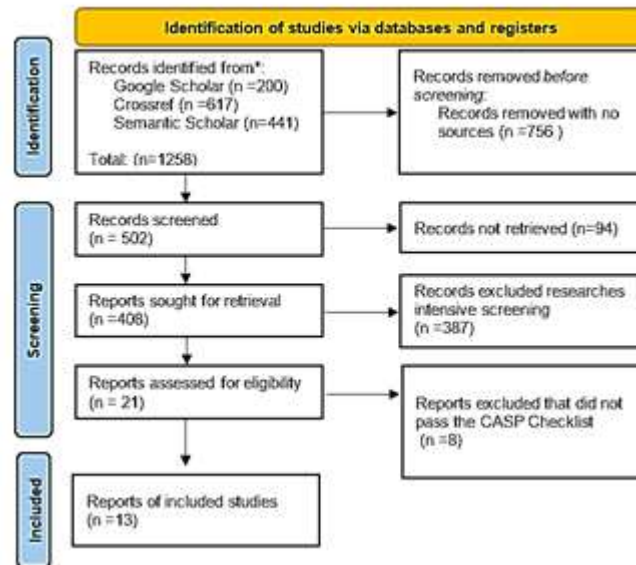 Identification of studies via databases and registers
Identification
Records identified from*:
Google Scholar (n =200)
Crossref (n =617)
Semantic Scholar (n=441)
Total: (n=1258)
Records removed before
screening:
Records removed with no
sources (n =756 )
Screening
Records screened
(n = 502)
Records not retrieved (n=94)
Reports sought for retrieval
(n =408)
Records excluded researches
intensive screening
(n =387)
Reports assessed for eligibility
(n = 21)
Reports excluded that did not
pass the CASP Checklist
(n =8)
Included
Reports of included studies
(n =13)